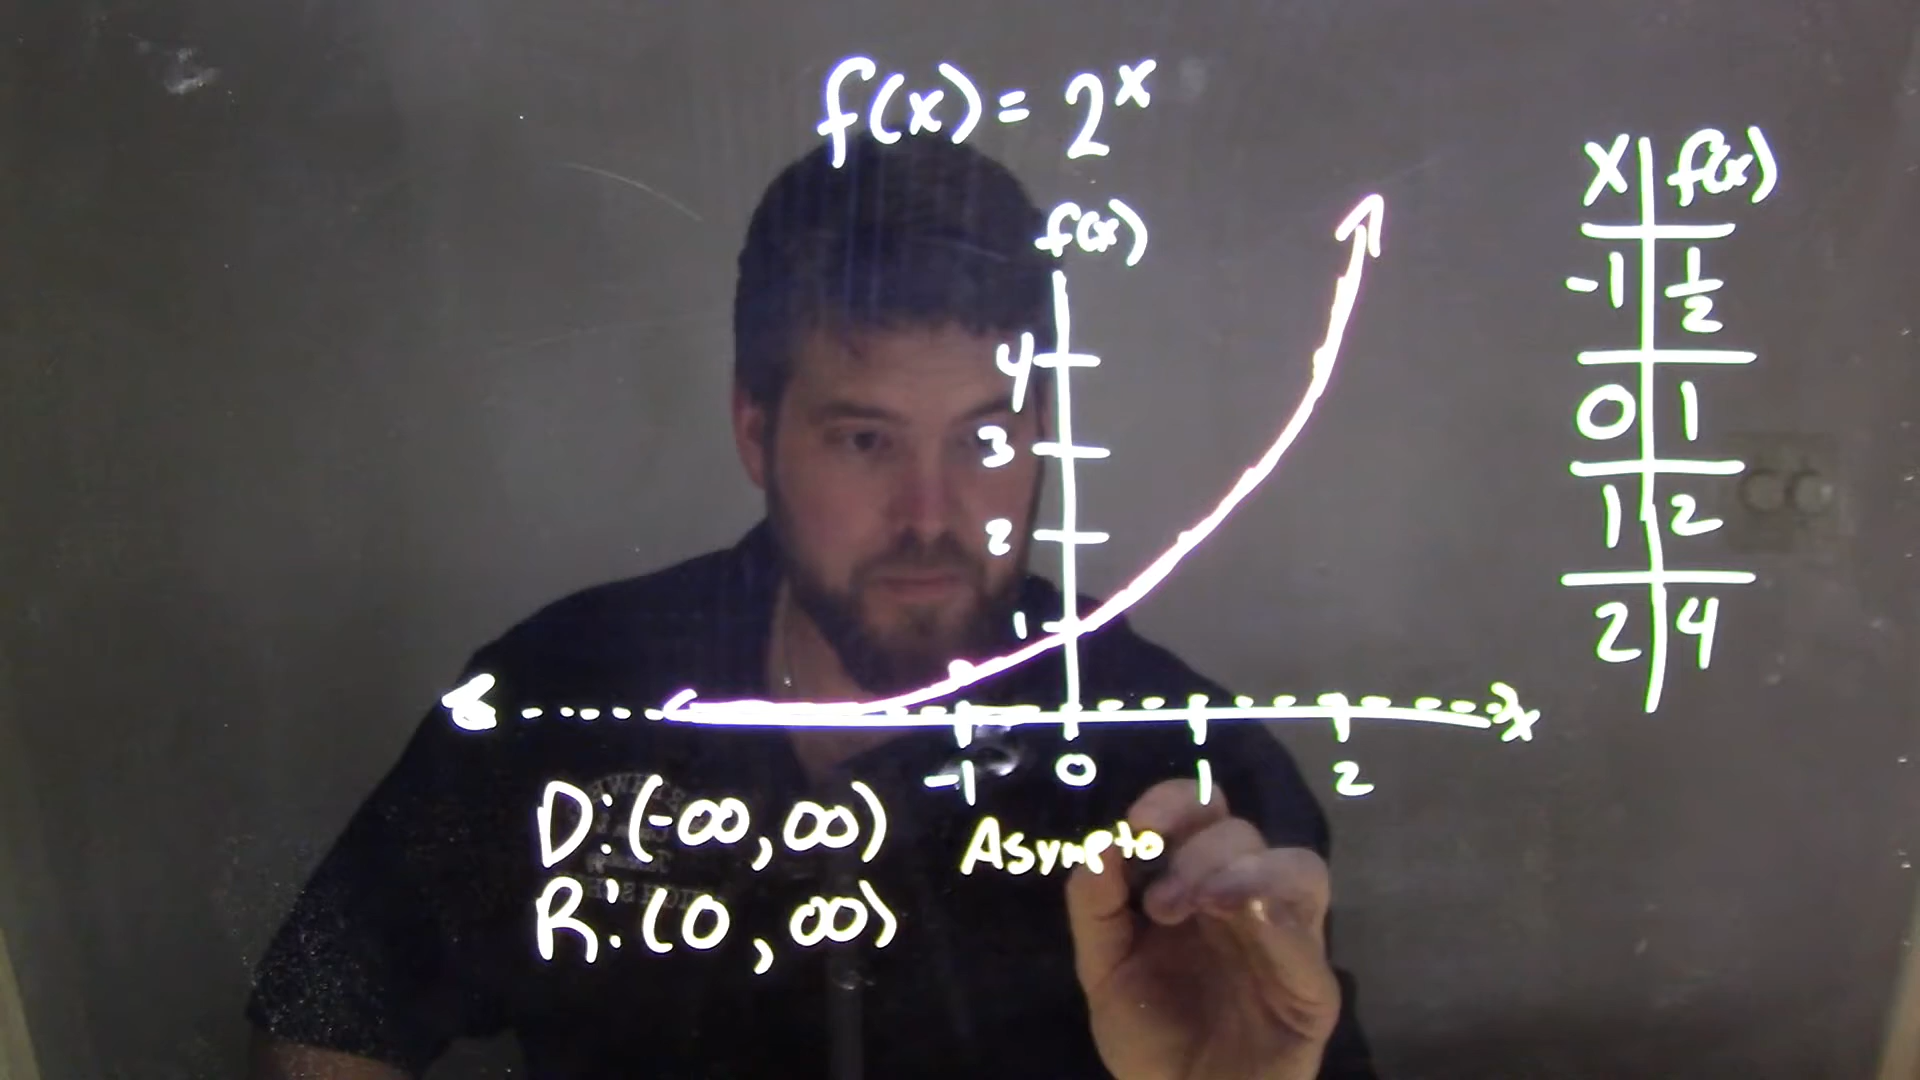 f(x) = 2^x
f(x)
4
3
2
1
x
-1 0 1 2
D: (-∞, ∞)
R: (0, ∞)
Asympto
x | f(x)
-1 | 1/2
0 | 1
1 | 2
2 | 4